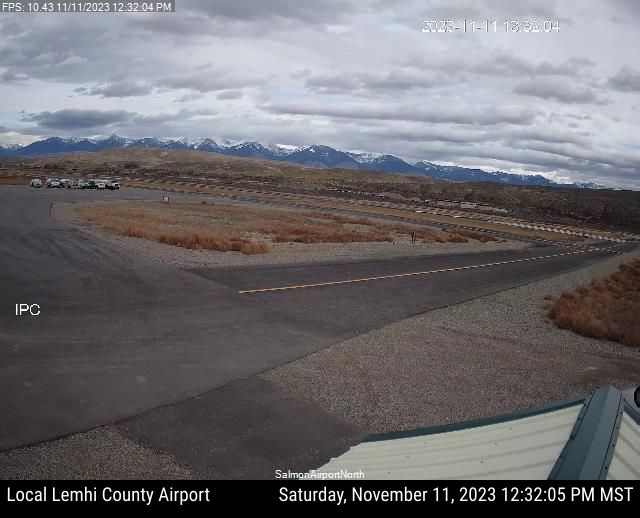 FPS: 10.43 11/11/2023 12:32:04 PM
2023-11-11 13:32:04
IPC
SalmonAirportNorth
Local Lemhi County Airport Saturday, November 11, 2023 12:32:05 PM MST